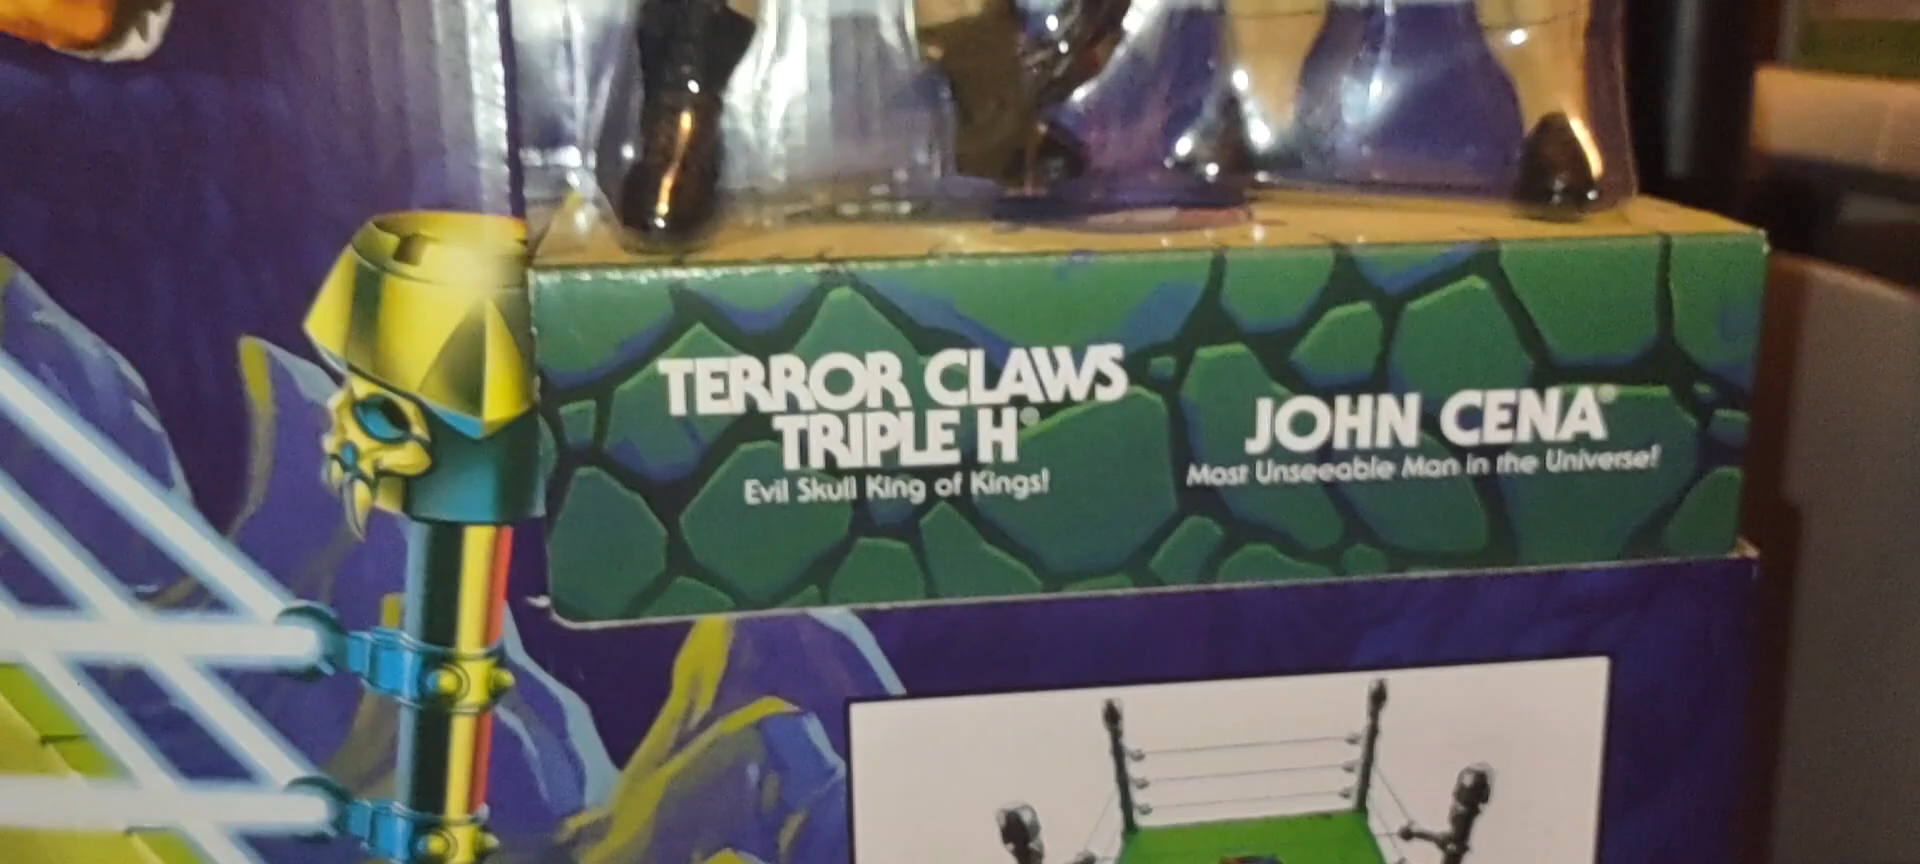 TERROR CLAWS
TRIPLE H®
Evil Skull King of Kings!
JOHN CENA®
Most Unseeable Man in the Universe!